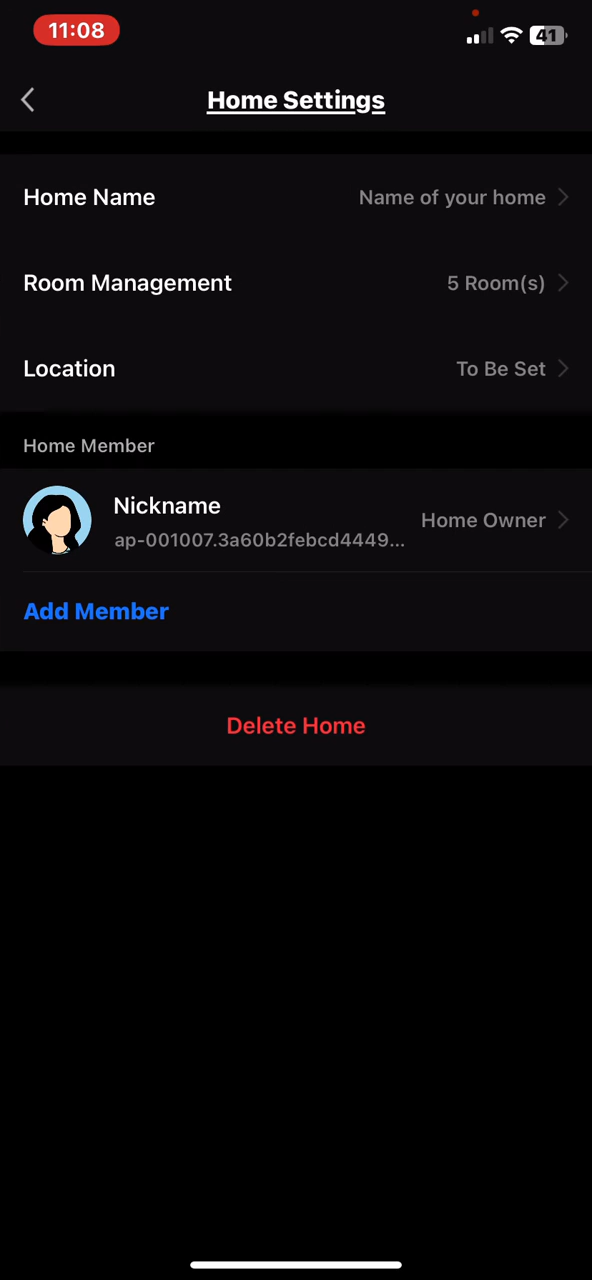 11:08
41
Home Settings
Home Name
Name of your home
Room Management
5 Room(s)
Location
To Be Set
Home Member
Nickname
Home Owner
ap-001007.3a60b2febcd4449...
Add Member
Delete Home